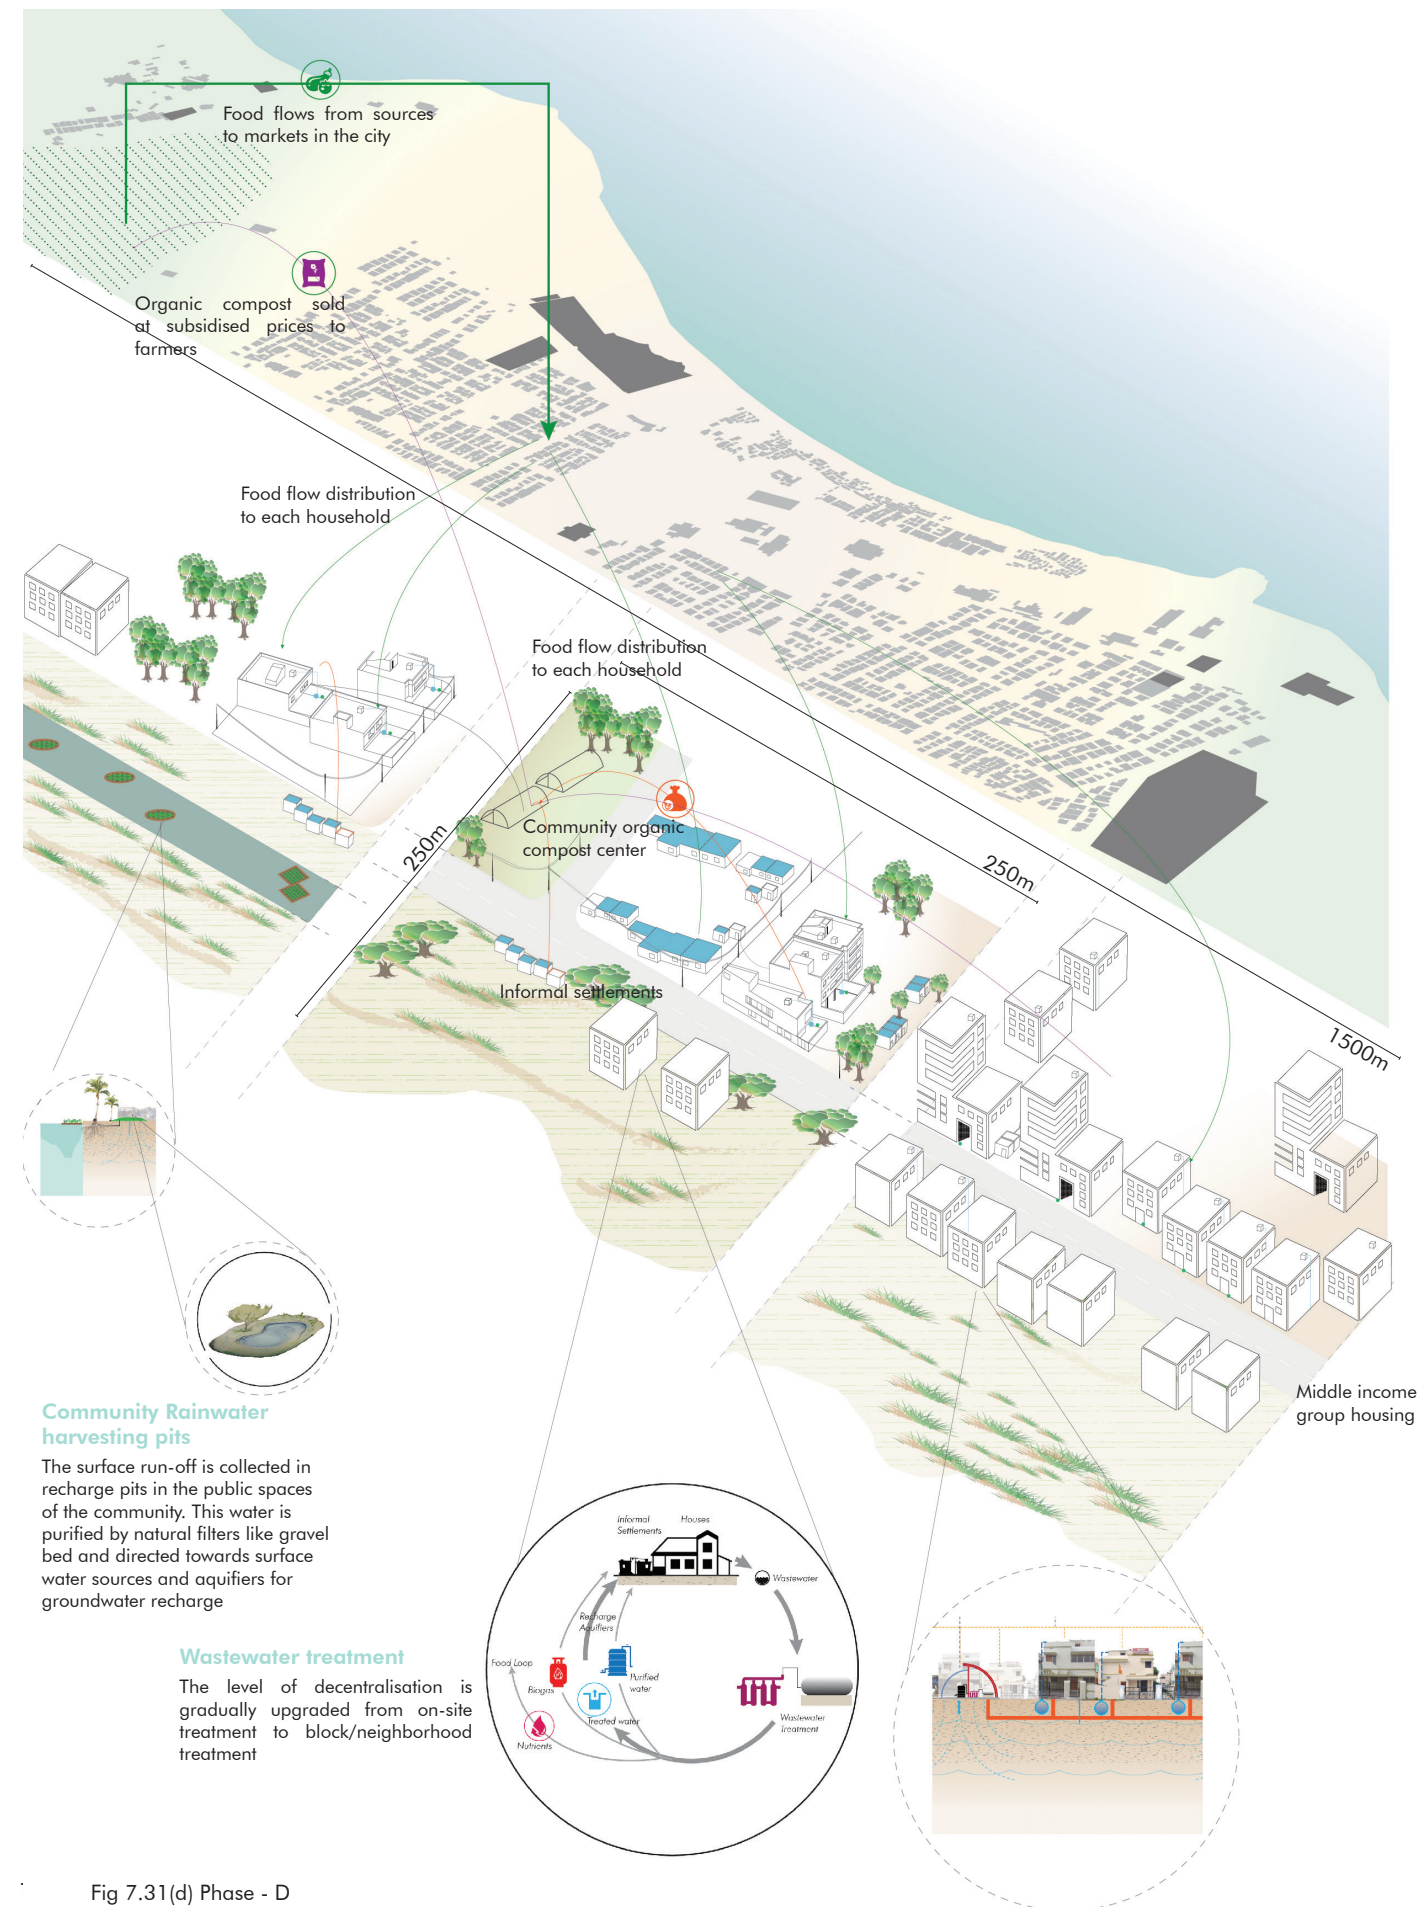 Food flows from sources
to markets in the city
Organic compost sold
at subsidised prices to
farmers
Food flow distribution
to each household
Food flow distribution
to each household
250m
Community organic
compost center
250m
Informal settlements
1500m
Middle income
group housing
Community Rainwater
harvesting pits
The surface run-off is collected in
recharge pits in the public spaces
of the community. This water is
purified by natural filters like gravel
bed and directed towards surface
water sources and aquifiers for
groundwater recharge
Wastewater treatment
The level of decentralisation is
gradually upgraded from on-site
treatment to block/neighborhood
treatment
Informal
Settlements
Houses
Wastewater
Recharge
Aquifiers
Food Loop
Biogas
Purified
water
Treated water
Nutrients
Wastewater
treatment
Fig 7.31(d) Phase - D